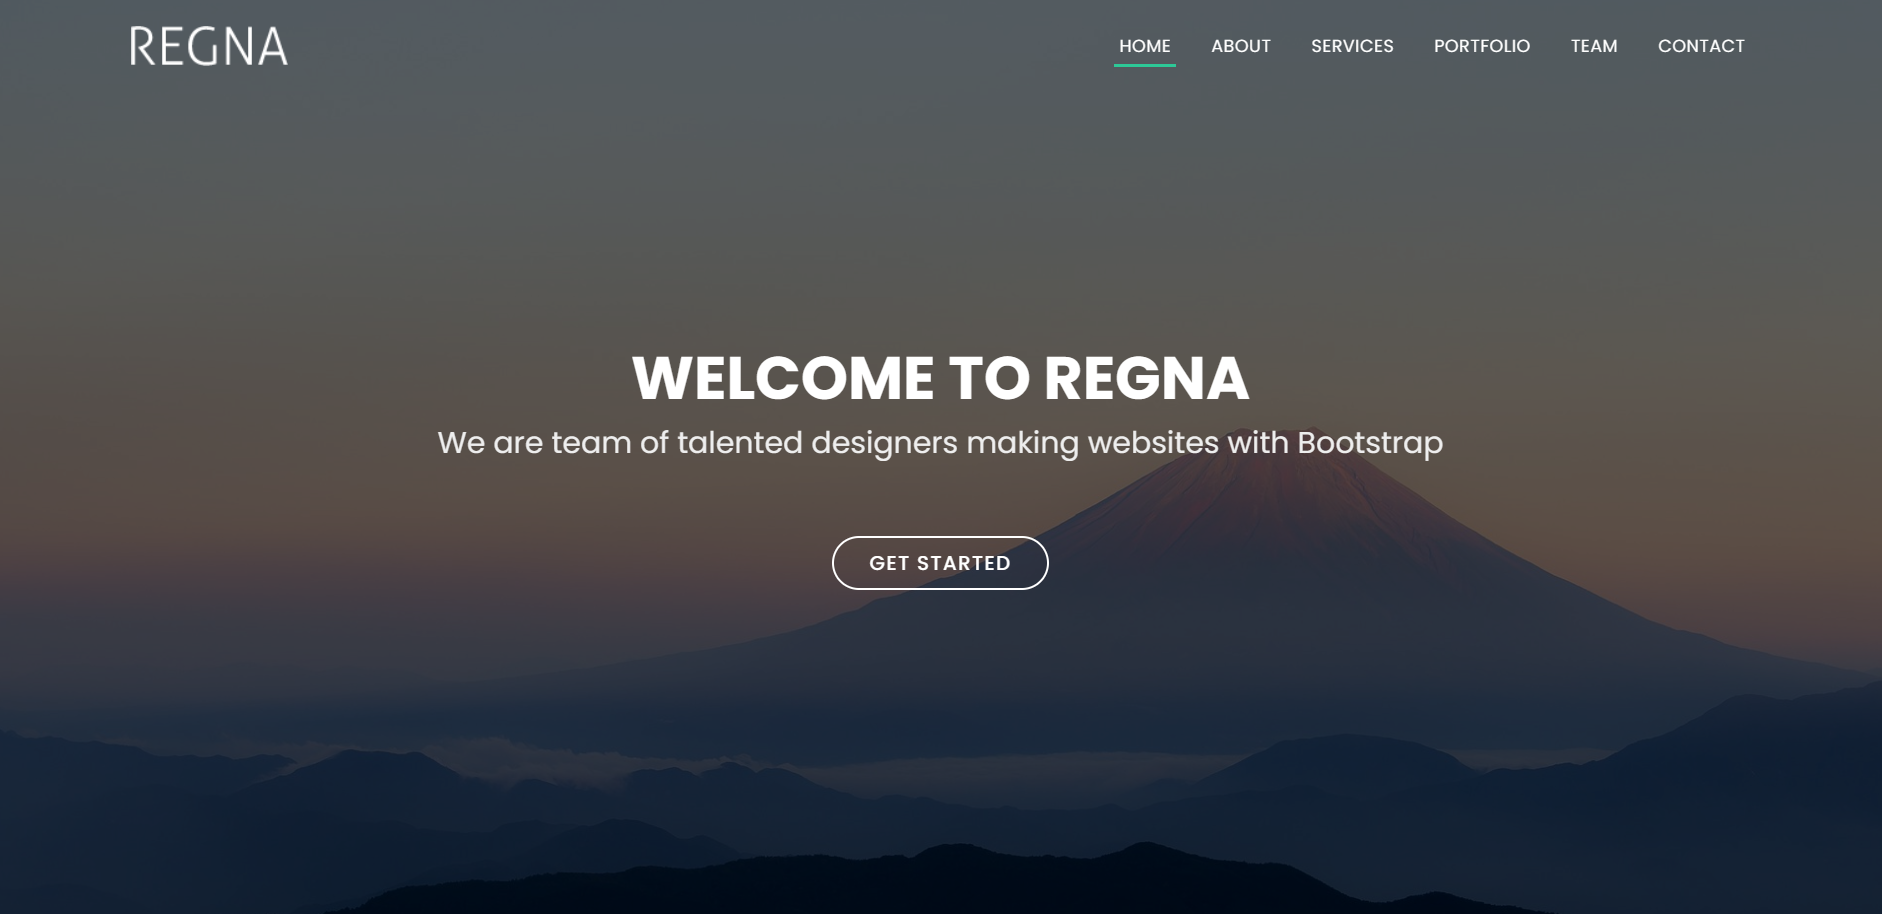 REGNA
HOME ABOUT SERVICES PORTFOLIO TEAM CONTACT
WELCOME TO REGNA
We are team of talented designers making websites with Bootstrap
GET STARTED